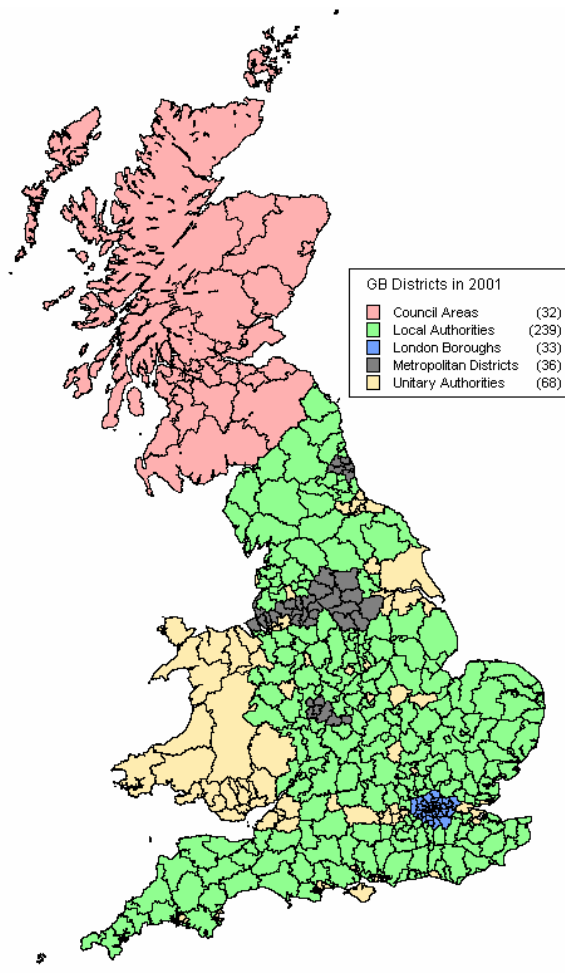 GB Districts in 2001
Council Areas (32)
Local Authorities (239)
London Boroughs (33)
Metropolitan Districts (36)
Unitary Authorities (68)